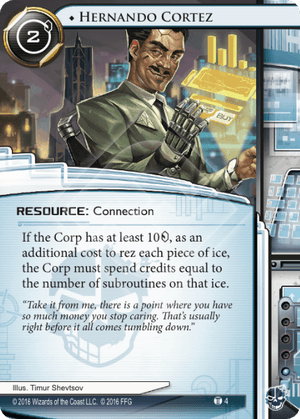 2
♦ Hernando Cortez
BUY
Resource: Connection
If the Corp has at least 10, as an
additional cost to rez each piece of ice,
the Corp must spend credits equal to
the number of subroutines on that ice.
“Take it from me, there is a point where you have
so much money you stop caring. That’s usually
right before it all comes tumbling down.”
Illus. Timur Shevtsov
© 2016 Wizards of the Coast LLC. © 2016 FFG
4